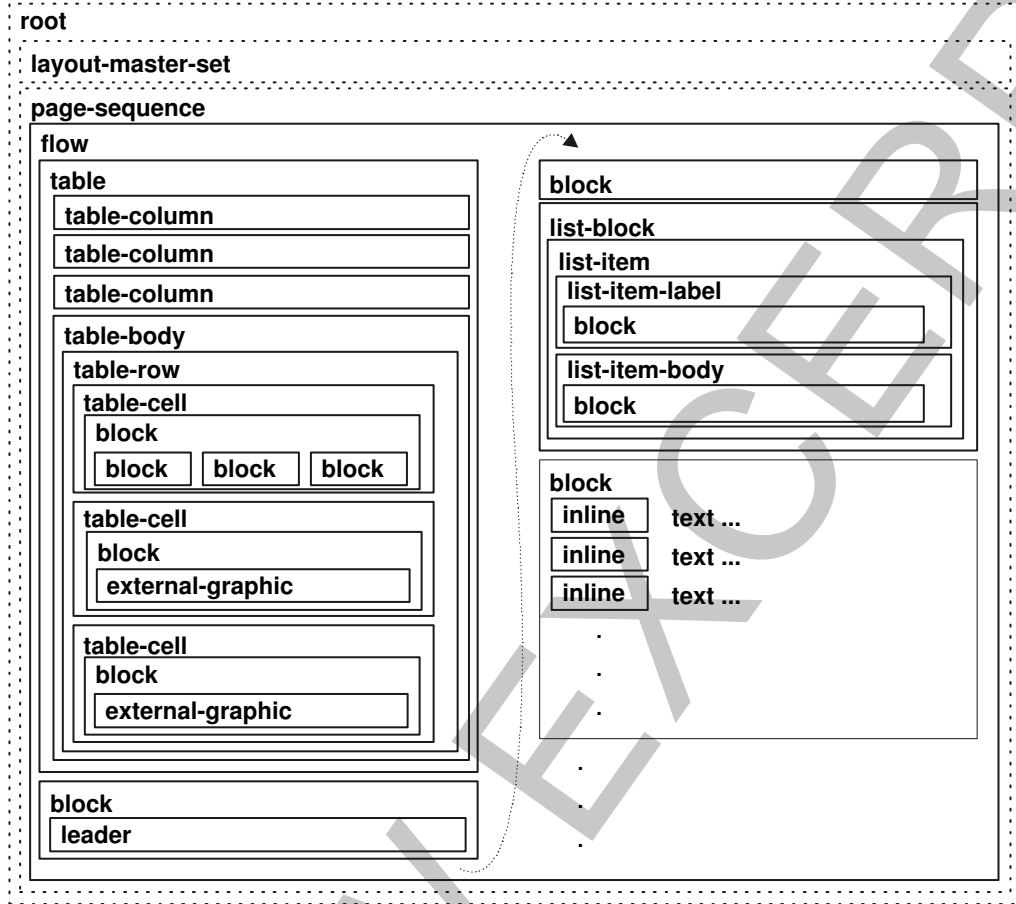 root
layout-master-set
page-sequence
flow
table
table-column
table-column
table-column
table-body
table-row
table-cell
block
block block block
table-cell
block
external-graphic
table-cell
block
external-graphic
block
leader
block
list-block
list-item
list-item-label
block
list-item-body
block
block
inline text ...
inline text ...
inline text ...
.
.
.
.
.
.